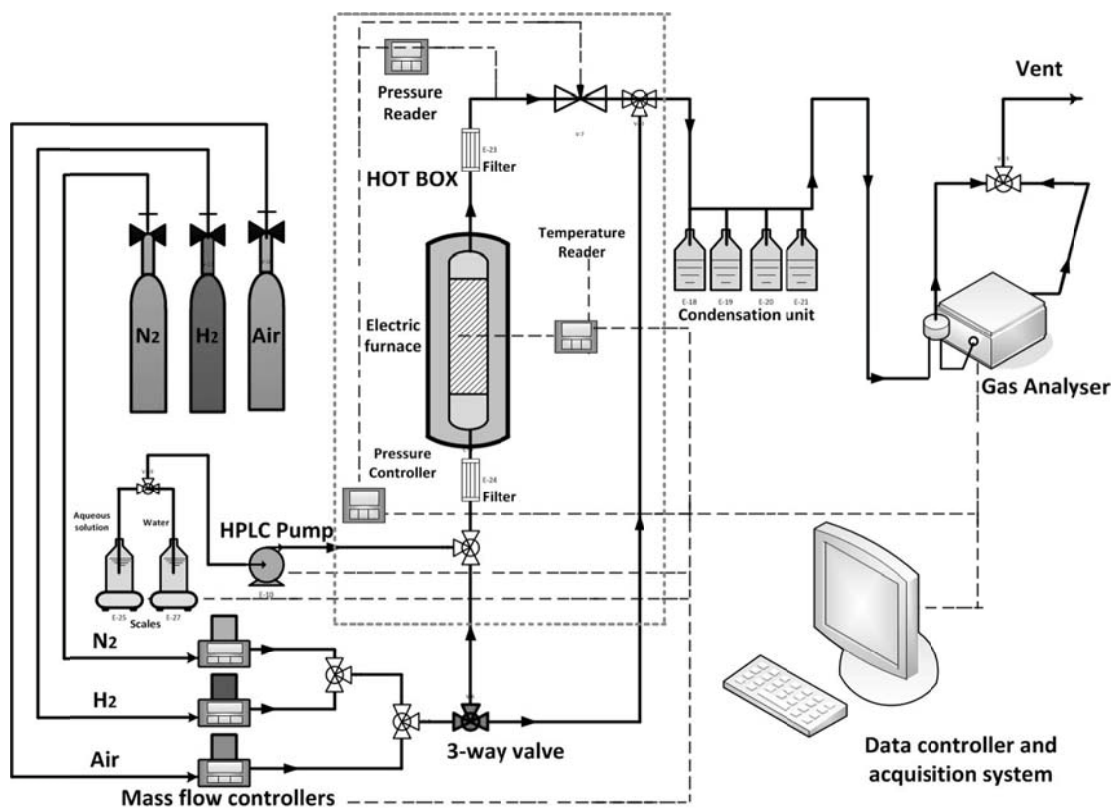 Pressure
Reader
Vent
V-7
E-23
Filter
HOT BOX
Temperature
Reader
N2
H2
Air
Electric
furnace
E-18
E-19
E-20
E-21
Condensation unit
Gas Analyser
Pressure
Controller
E-24
Filter
Aqueous
solution
Water
HPLC Pump
E-10
E-25
E-27
Scales
N2
H2
Air
3-way valve
Mass flow controllers
Data controller and
acquisition system